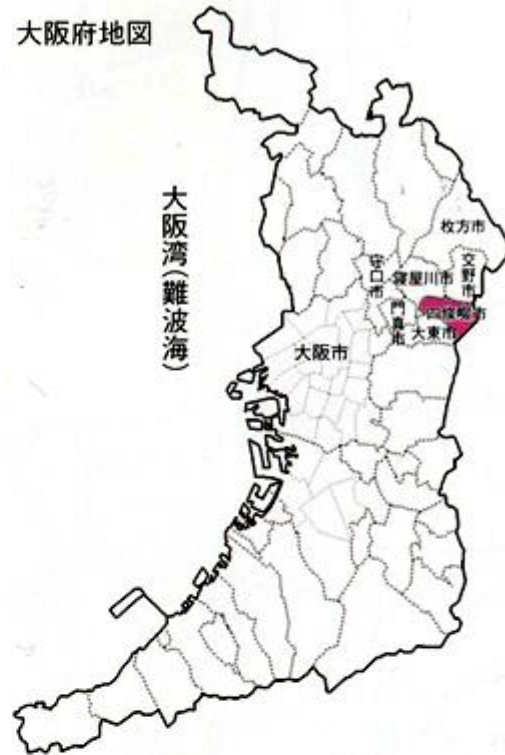 大阪府地図
大阪湾(難波海)
枚方市
交野市
守口市
寝屋川市
門真市
四條畷市
大東市
大阪市